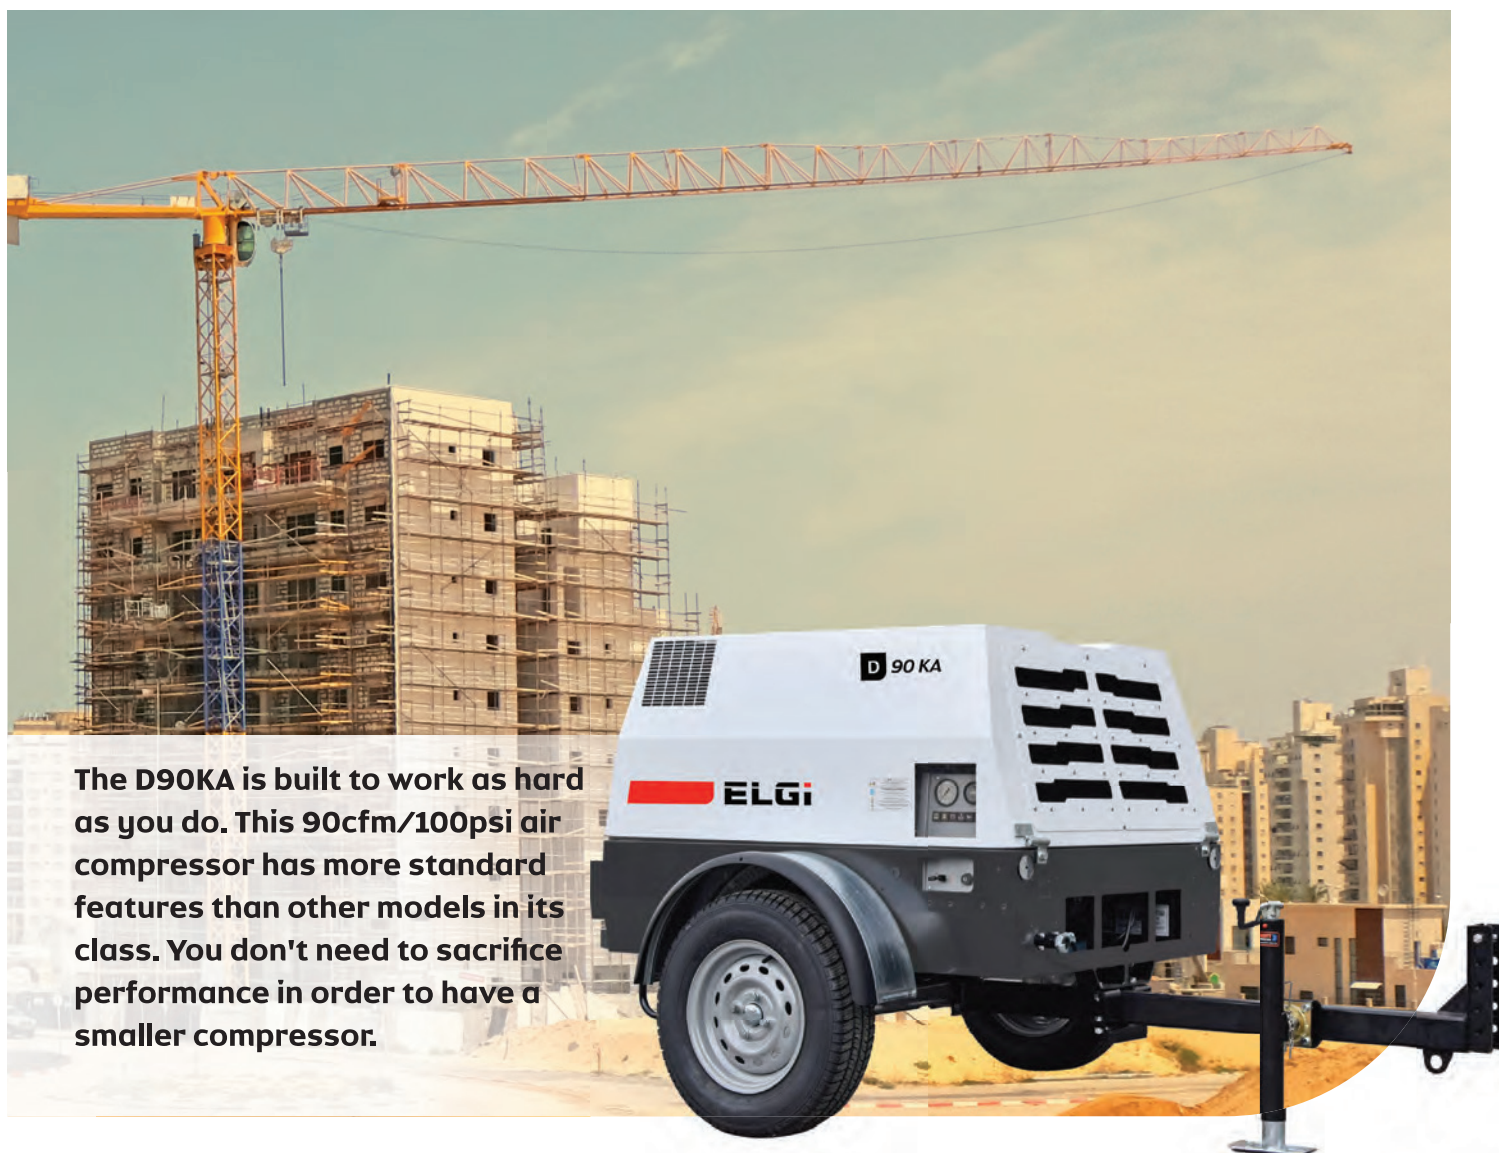 D 90 KA
ELGi
The D90KA is built to work as hard
as you do. This 90cfm/100psi air
compressor has more standard
features than other models in its
class. You don't need to sacrifice
performance in order to have a
smaller compressor.